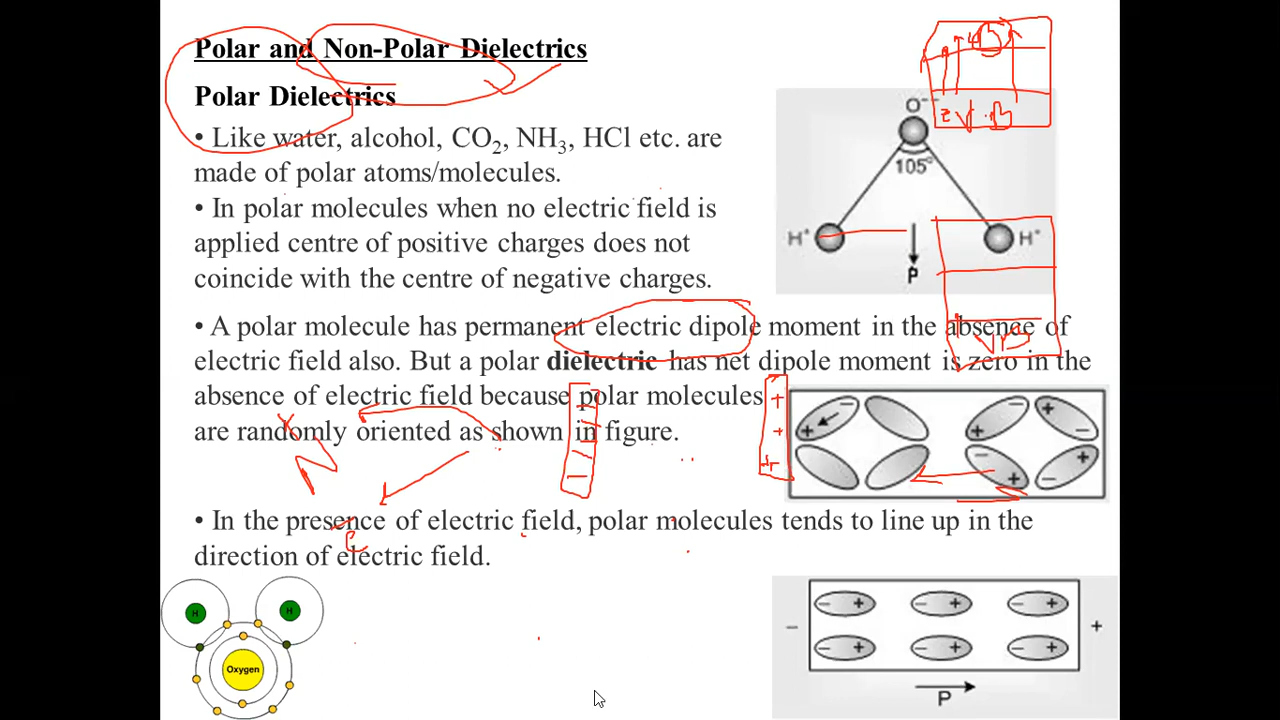 Polar and Non-Polar Dielectrics
Polar Dielectrics
• Like water, alcohol, CO₂, NH₃, HCl etc. are
made of polar atoms/molecules.
• In polar molecules when no electric field is
applied centre of positive charges does not
coincide with the centre of negative charges.
O⁻⁻
105°
H⁺
H⁺
P
• A polar molecule has permanent electric dipole moment in the absence of
electric field also. But a polar dielectric has net dipole moment is zero in the
absence of electric field because polar molecules
are randomly oriented as shown in figure.
• In the presence of electric field, polar molecules tends to line up in the
direction of electric field.
H
H
Oxygen
P